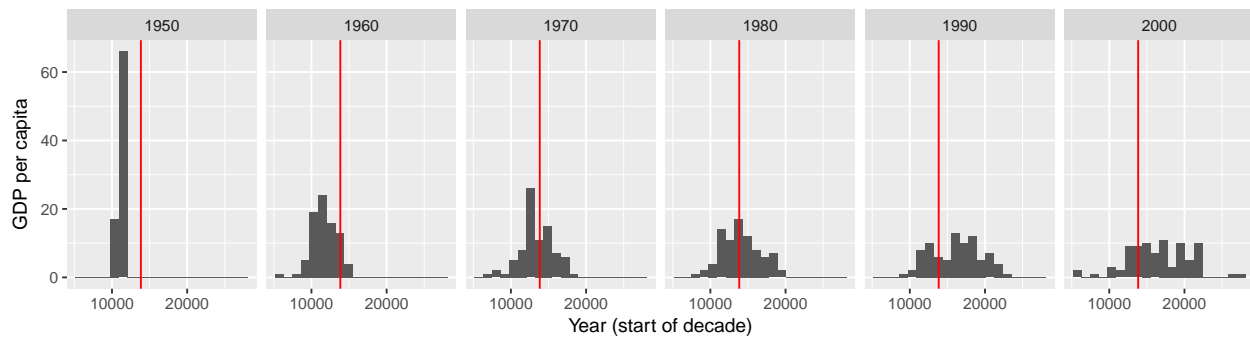 1950 1960 1970 1980 1990 2000
GDP per capita
60
40
20
0
10000 20000 10000 20000 10000 20000 10000 20000 10000 20000 10000 20000
Year (start of decade)